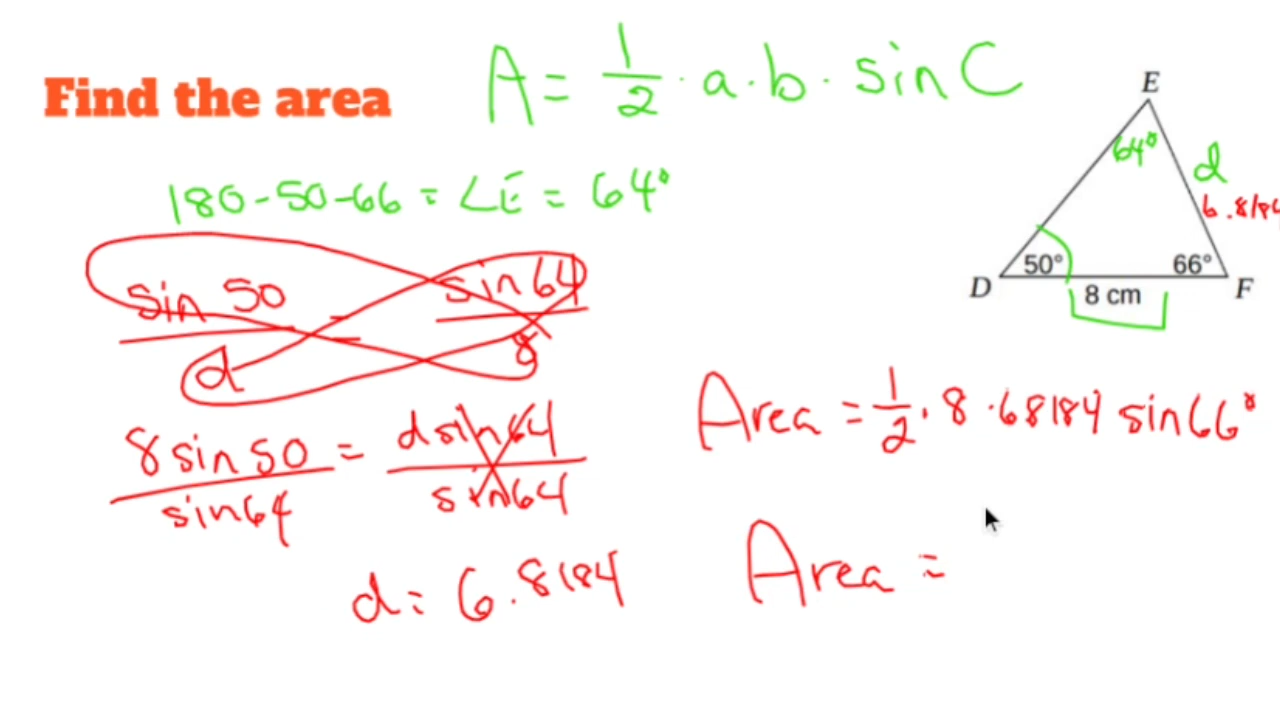 Find the area
A = 1/2 · a · b · sin C
180-50-66 = ∠E = 64°
E
64°
d
6.8184
50°
66°
D
F
8 cm
sin 50 / d = sin 64 / 8
8 sin 50 / sin 64 = d sin 64 / sin 64
d = 6.8184
Area = 1/2 · 8 · 6.8184 sin 66°
Area =